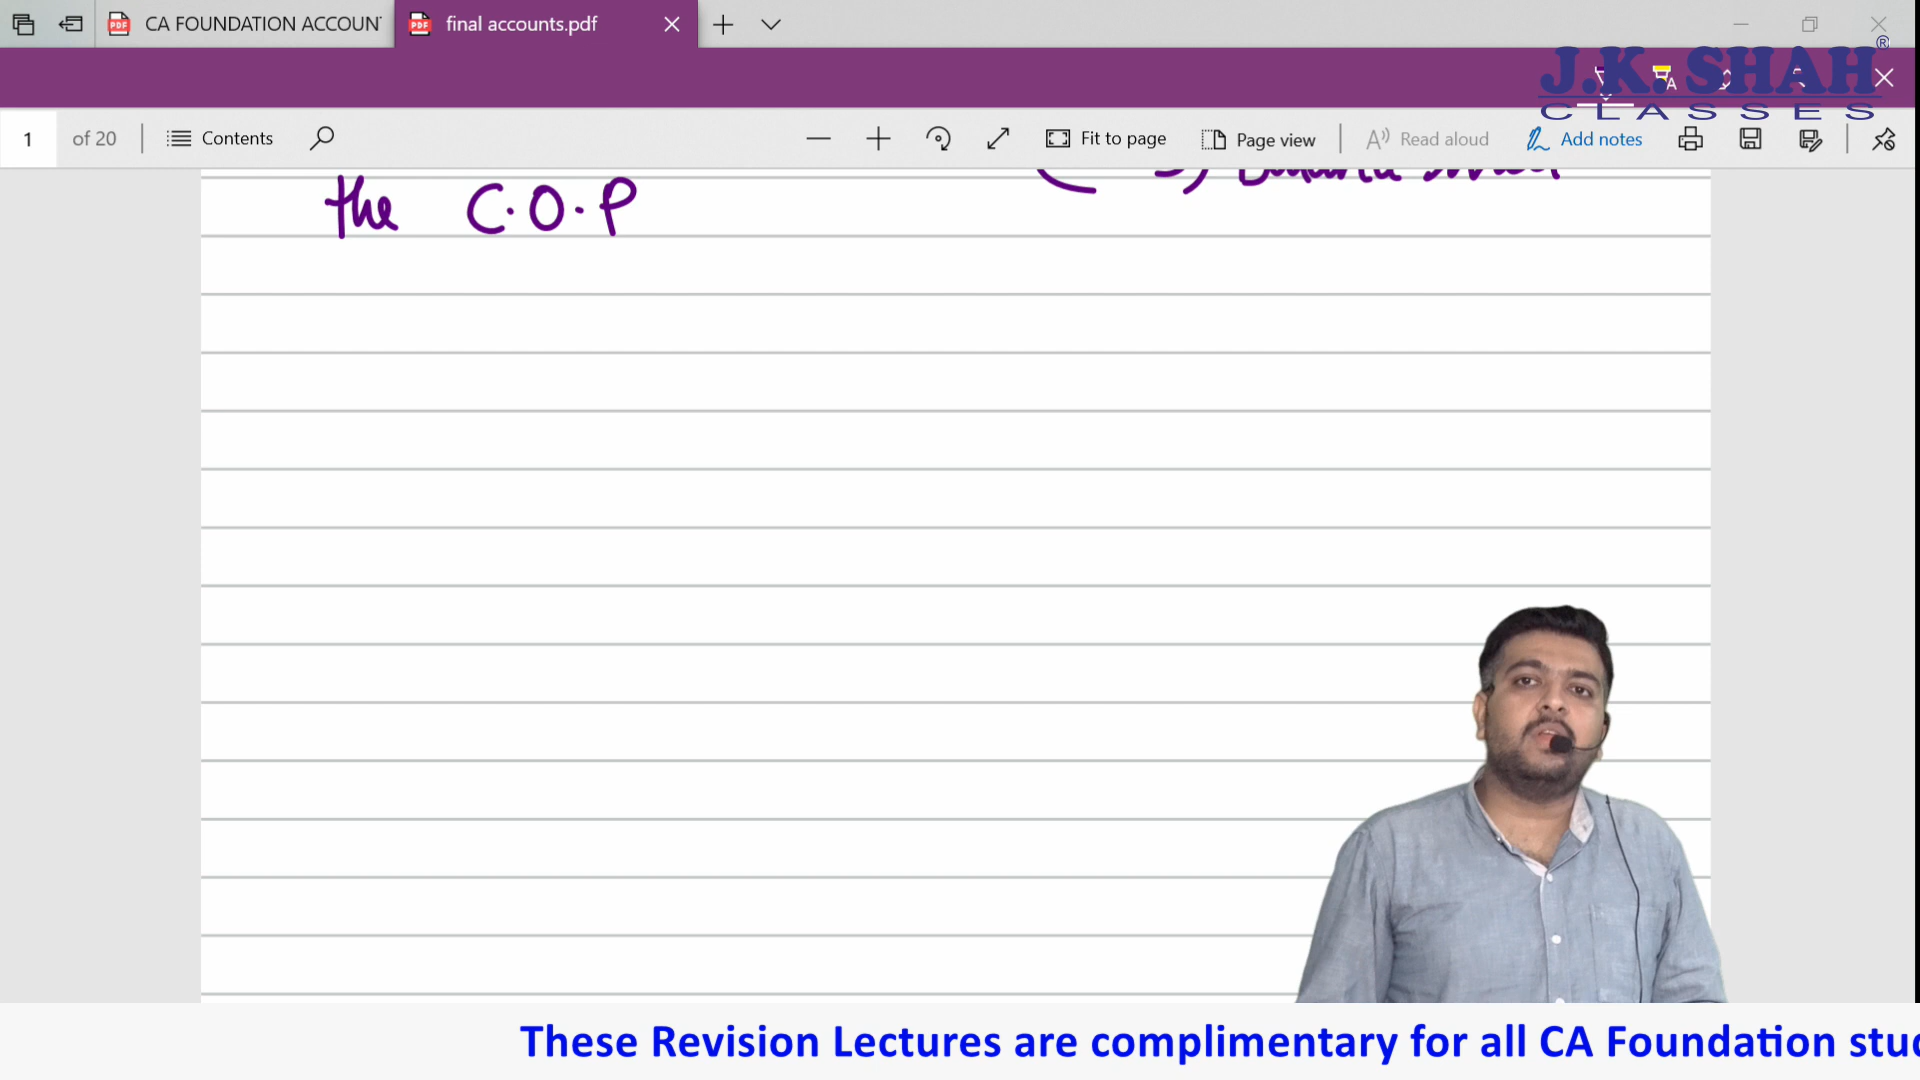 CA FOUNDATION ACCOUN
final accounts.pdf
J.K. SHAH®
CLASSES
1 of 20
Contents
Fit to page
Page view
Read aloud
Add notes
the C.O.P
These Revision Lectures are complimentary for all CA Foundation stu